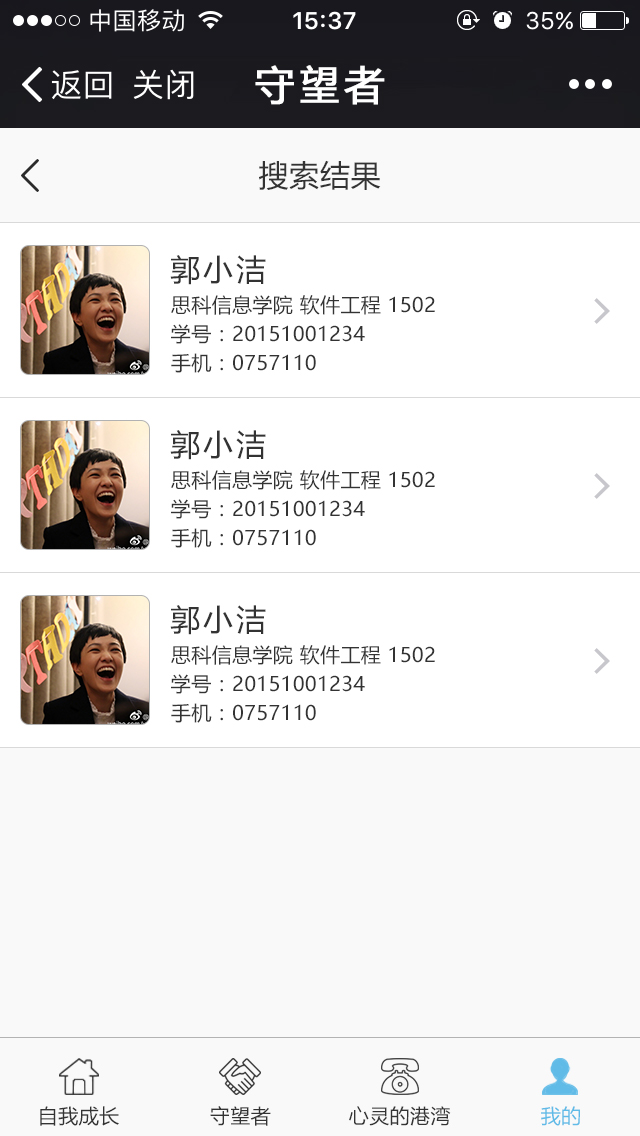 中国移动 15:37 35%
返回 关闭 守望者
搜索结果
郭小洁
思科信息学院 软件工程 1502
学号：20151001234
手机：0757110
郭小洁
思科信息学院 软件工程 1502
学号：20151001234
手机：0757110
郭小洁
思科信息学院 软件工程 1502
学号：20151001234
手机：0757110
自我成长 守望者 心灵的港湾 我的